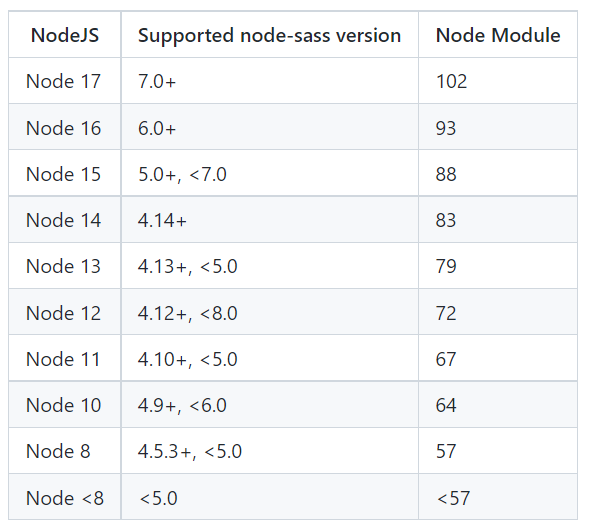 NodeJS Supported node-sass version Node Module
Node 17 7.0+ 102
Node 16 6.0+ 93
Node 15 5.0+, <7.0 88
Node 14 4.14+ 83
Node 13 4.13+, <5.0 79
Node 12 4.12+, <8.0 72
Node 11 4.10+, <5.0 67
Node 10 4.9+, <6.0 64
Node 8 4.5.3+, <5.0 57
Node <8 <5.0 <57